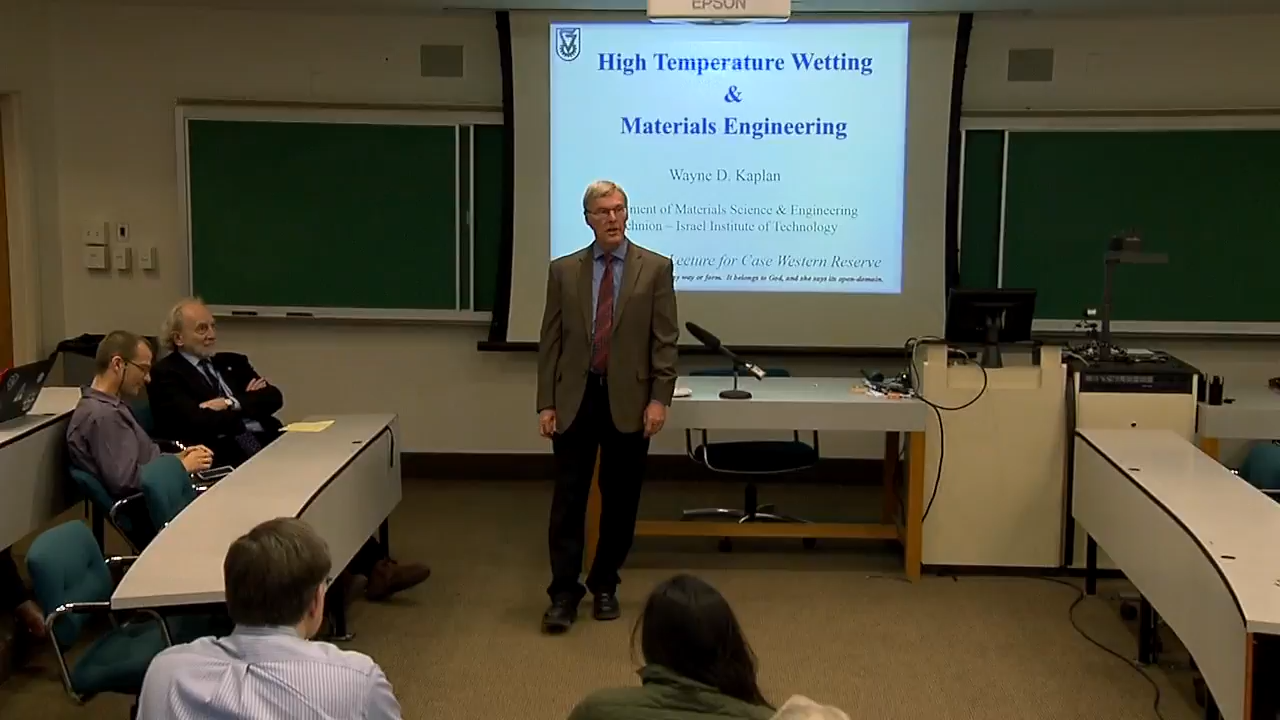 EPSON
High Temperature Wetting
&
Materials Engineering
Wayne D. Kaplan
ment of Materials Science & Engineering
chnion – Israel Institute of Technology
Lecture for Case Western Reserve
way or form. It belongs to God, and she says its open-domain.